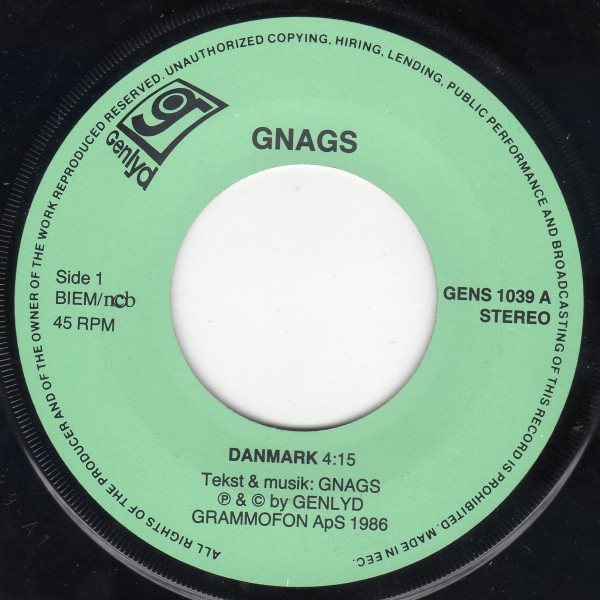 ALL RIGHTS OF THE PRODUCER AND OF THE OWNER OF THE WORK REPRODUCED RESERVED. UNAUTHORIZED COPYING, HIRING, LENDING, PUBLIC PERFORMANCE AND BROADCASTING OF THIS RECORD IS PROHIBITED. MADE IN EEC.
g
Genlyd
GNAGS
Side 1
BIEM/ncb
45 RPM
GENS 1039 A
STEREO
DANMARK 4:15
Tekst & musik: GNAGS
℗ & © by GENLYD
GRAMMOFON ApS 1986